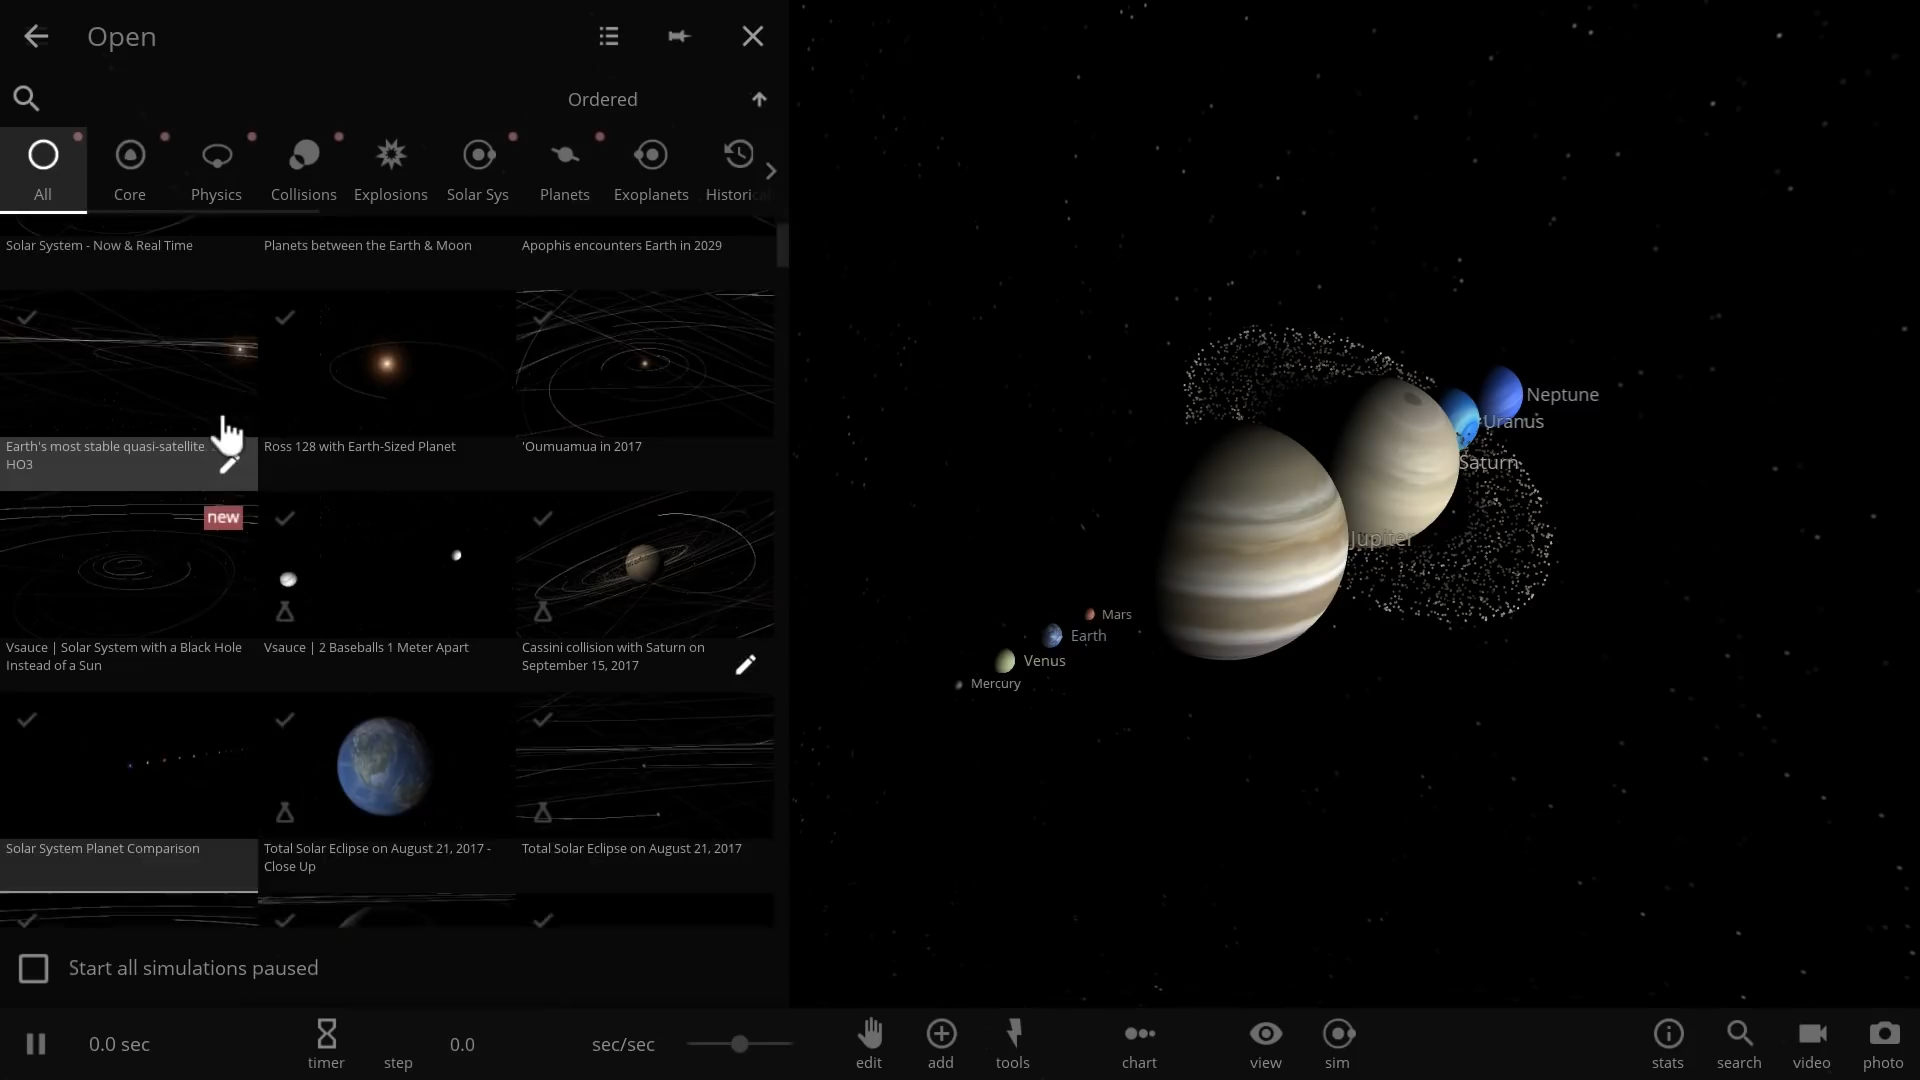 Open
Ordered
All
Core
Physics
Collisions
Explosions
Solar Sys
Planets
Exoplanets
Historical
Solar System - Now & Real Time
Planets between the Earth & Moon
Apophis encounters Earth in 2029
Earth's most stable quasi-satellite
HO3
Ross 128 with Earth-Sized Planet
'Oumuamua in 2017
new
Vsauce | Solar System with a Black Hole
Instead of a Sun
Vsauce | 2 Baseballs 1 Meter Apart
Cassini collision with Saturn on
September 15, 2017
Solar System Planet Comparison
Total Solar Eclipse on August 21, 2017 -
Close Up
Total Solar Eclipse on August 21, 2017
Start all simulations paused
Neptune
Uranus
Saturn
Jupiter
Mars
Earth
Venus
Mercury
0.0 sec
timer
step
0.0
sec/sec
edit
add
tools
chart
view
sim
stats
search
video
photo